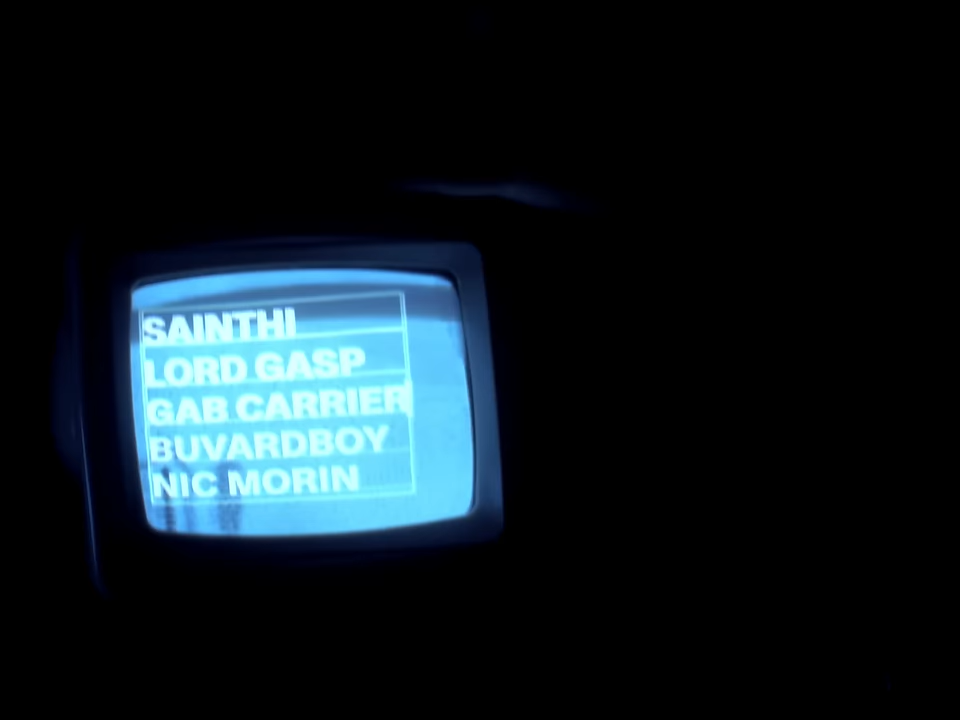 SAINTHI
LORD GASP
GAB CARRIER
BUVARDBOY
NIC MORIN